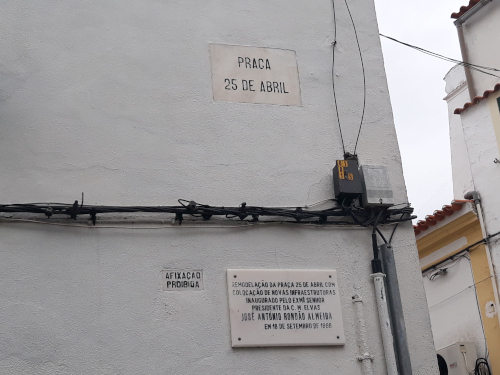 PRAÇA
25 DE ABRIL
AFIXAÇÃO
PROIBIDA
REMODELAÇÃO DA PRAÇA 25 DE ABRIL COM
COLOCAÇÃO DE NOVAS INFRAESTRUTURAS
INAUGURADO PELO EXMº SENHOR
PRESIDENTE DA C. M. ELVAS
JOSÉ ANTÓNIO RONDÃO ALMEIDA
EM 18 DE SETEMBRO DE